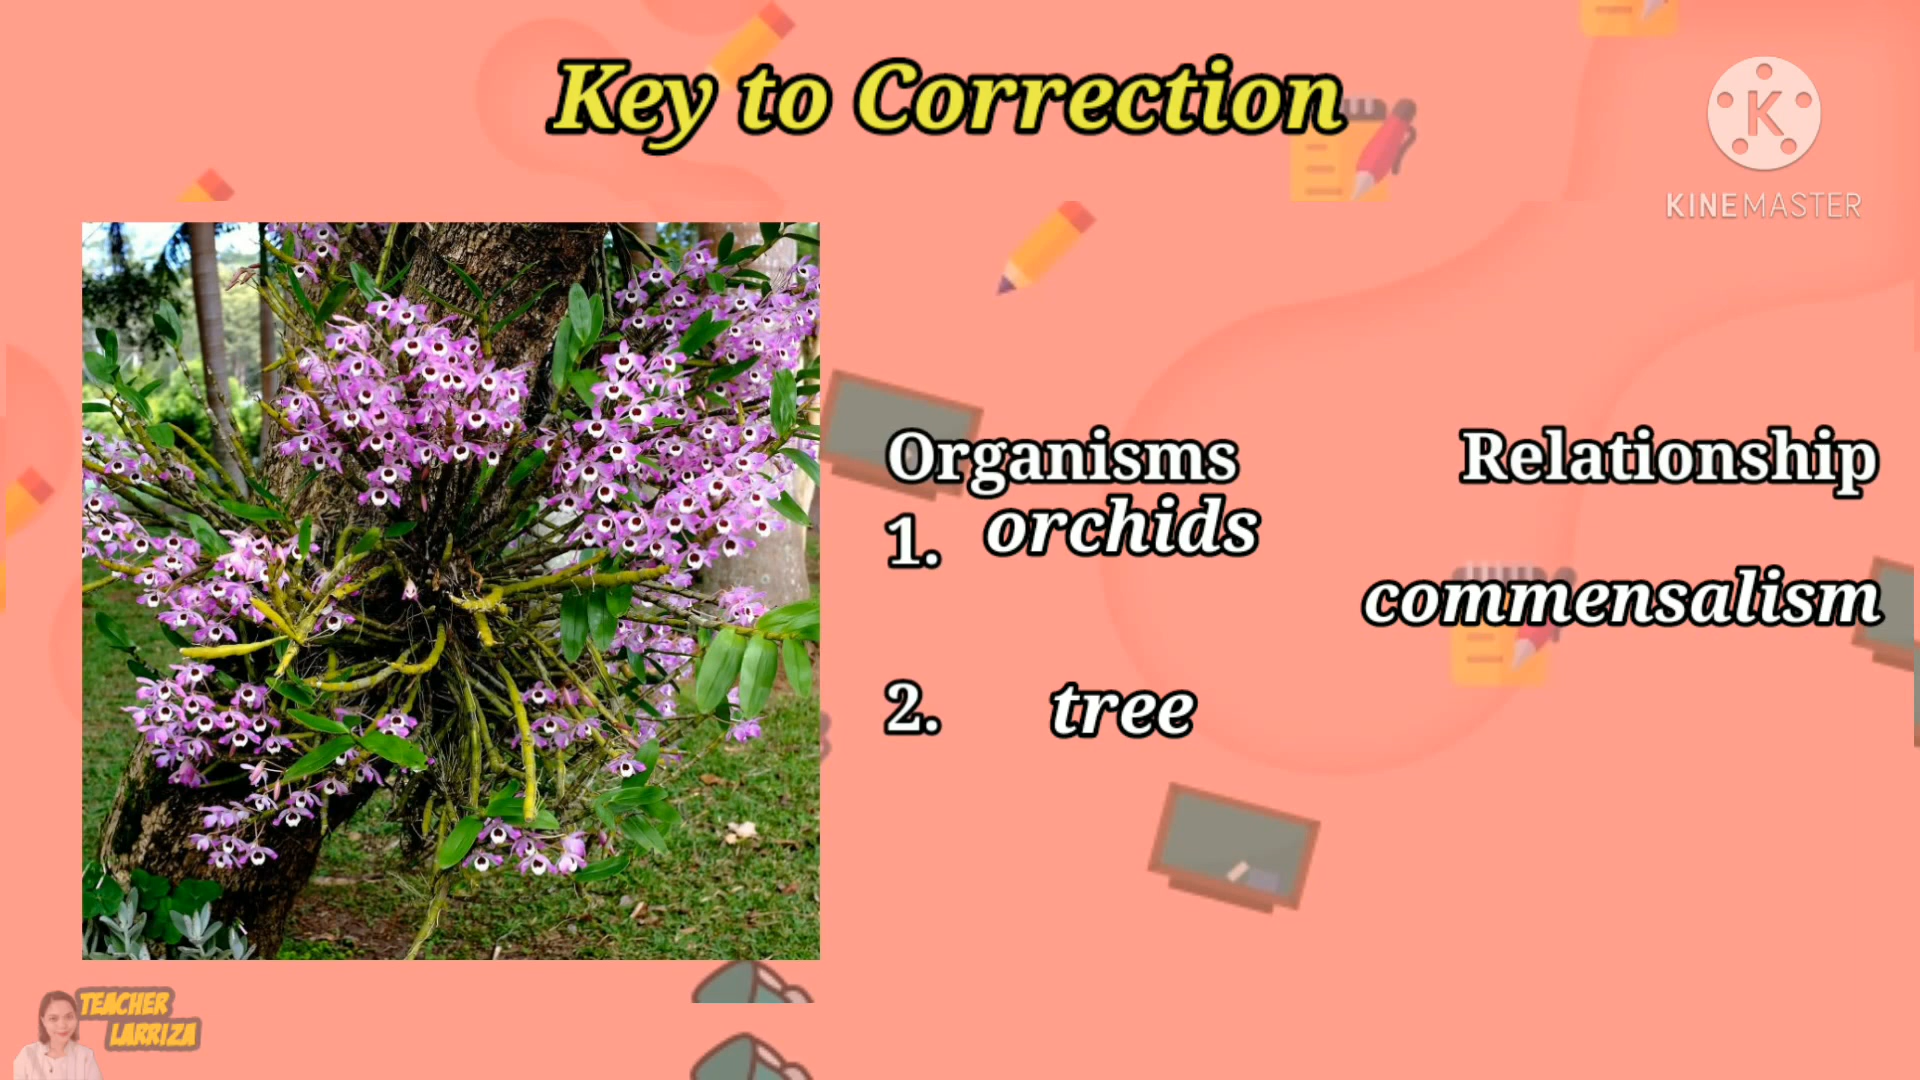 Key to Correction
K
KINEMASTER
Organisms Relationship
1. orchids
commensalism
2. tree
TEACHER
LARRIZA